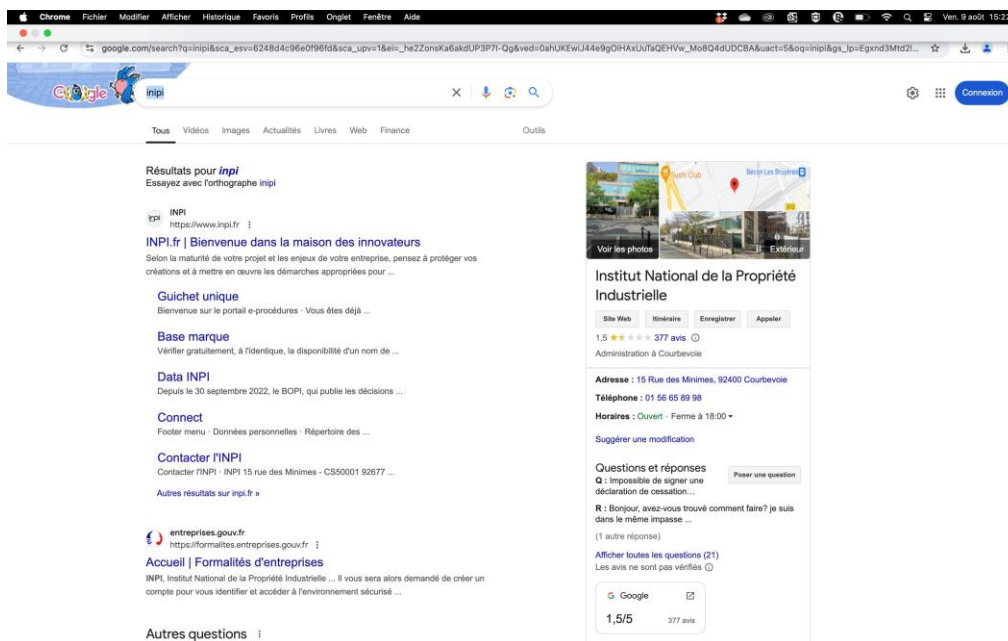 Chrome Fichier Modifier Afficher Historique Favoris Profils Onglet Fenêtre Aide
Ven. 9 août 15:22
google.com/search?q=inipi&sca_esv=6248d4c96e0f96fd&sca_upv=1&ei=_he2ZonsKa6akdUP3P7I-Qg&ved=0ahUKEwiJ44e9gOiHAxUuTaQEHVw_Mo8Q4dUDCBA&uact=5&oq=inipi&gs_lp=Egxnd3Mtd2l...
Google
inipi
Connexion
Tous Vidéos Images Actualités Livres Web Finance Outils
Résultats pour inpi
Essayez avec l'orthographe inipi
inpi
INPI
https://www.inpi.fr
INPI.fr | Bienvenue dans la maison des innovateurs
Selon la maturité de votre projet et les enjeux de votre entreprise, pensez à protéger vos
créations et à mettre en œuvre les démarches appropriées pour ...
Guichet unique
Bienvenue sur le portail e-procédures · Vous êtes déjà ...
Base marque
Vérifier gratuitement, à l'identique, la disponibilité d'un nom de ...
Data INPI
Depuis le 30 septembre 2022, le BOPI, qui publie les décisions ...
Connect
Footer menu · Données personnelles · Répertoire des ...
Contacter l'INPI
Contacter l'INPI · INPI 15 rue des Minimes - CS50001 92677 ...
Autres résultats sur inpi.fr »
entreprises.gouv.fr
https://formalites.entreprises.gouv.fr
Accueil | Formalités d'entreprises
INPI, Institut National de la Propriété Industrielle ... Il vous sera alors demandé de créer un
compte pour vous identifier et accéder à l'environnement sécurisé ...
Autres questions
Sushi Club
Bécon Les Bruyères
Voir les photos
Extérieur
Institut National de la Propriété
Industrielle
Site Web Itinéraire Enregistrer Appeler
1,5 377 avis
Administration à Courbevoie
Adresse : 15 Rue des Minimes, 92400 Courbevoie
Téléphone : 01 56 65 89 98
Horaires : Ouvert · Ferme à 18:00
Suggérer une modification
Questions et réponses
Poser une question
Q : Impossible de signer une
déclaration de cessation...
R : Bonjour, avez-vous trouvé comment faire? je suis
dans le même impasse ...
(1 autre réponse)
Afficher toutes les questions (21)
Les avis ne sont pas vérifiés
Google
1,5/5 377 avis